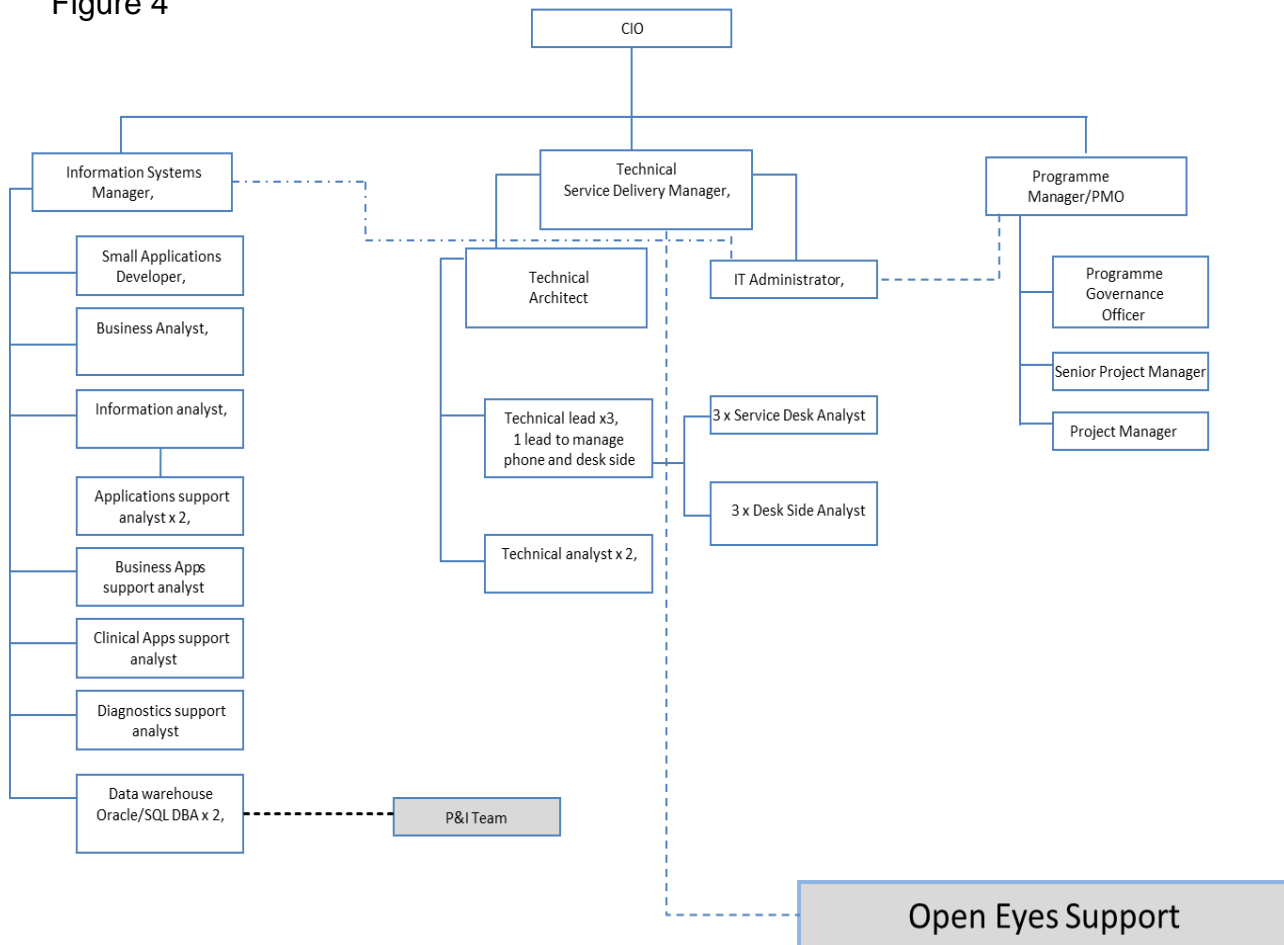 Figure 4
CIO
Information Systems
Manager,
Technical
Service Delivery Manager,
Programme
Manager/PMO
Small Applications
Developer,
Business Analyst,
Information analyst,
Applications support
analyst x 2,
Business Apps
support analyst
Clinical Apps support
analyst
Diagnostics support
analyst
Data warehouse
Oracle/SQL DBA x 2,
P&I Team
Technical
Architect
IT Administrator,
Technical lead x3,
1 lead to manage
phone and desk side
3 x Service Desk Analyst
3 x Desk Side Analyst
Technical analyst x 2,
Programme
Governance
Officer
Senior Project Manager
Project Manager
Open Eyes Support